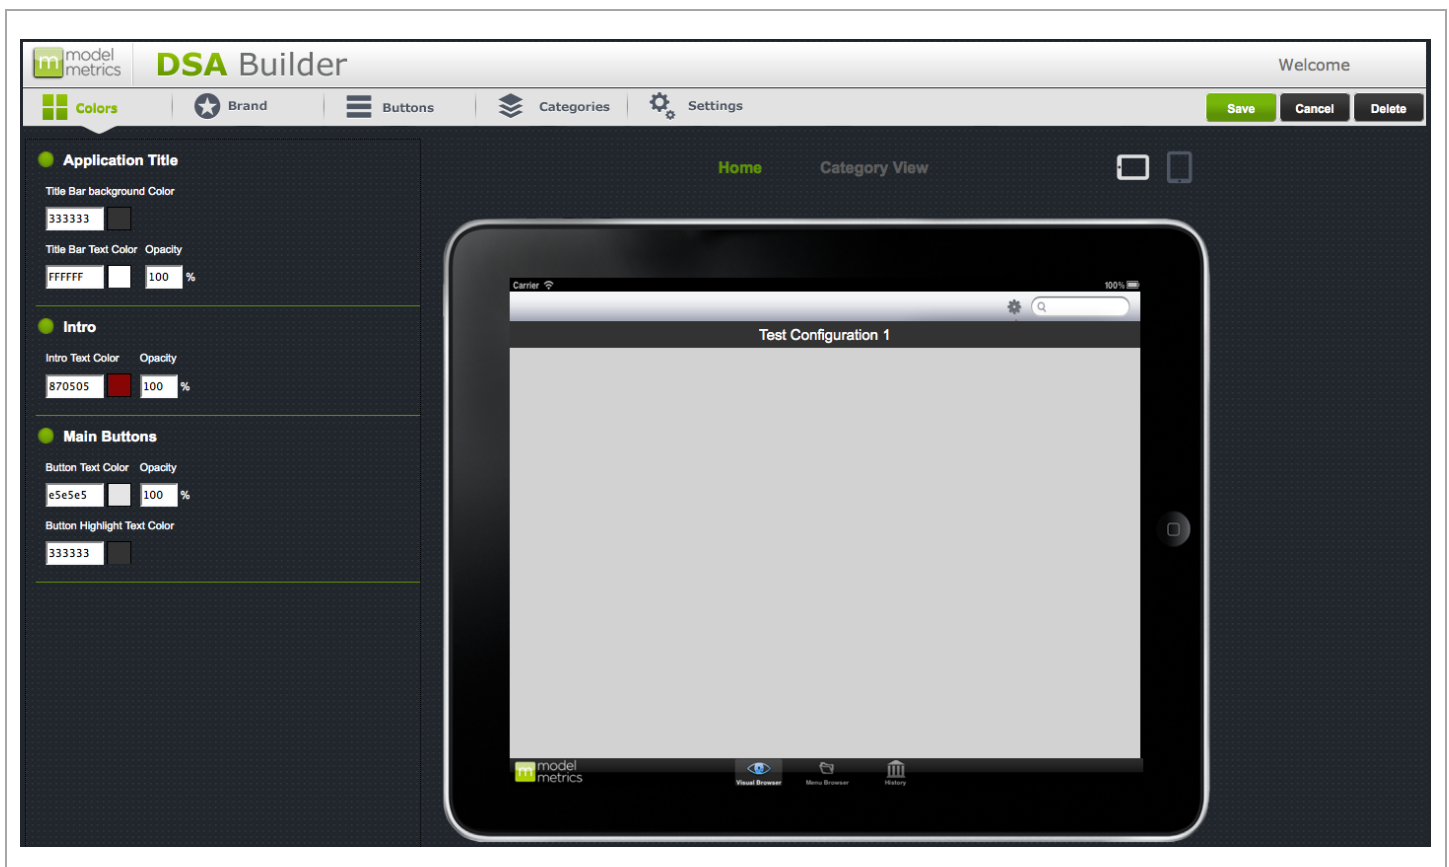 m model metrics
DSA Builder
Welcome
Colors
Brand
Buttons
Categories
Settings
Save
Cancel
Delete
Application Title
Title Bar background Color
333333
Title Bar Text Color Opacity
FFFFFF 100 %
Intro
Intro Text Color Opacity
870505 100 %
Main Buttons
Button Text Color Opacity
e5e5e5 100 %
Button Highlight Text Color
333333
Home
Category View
Carrier
100%
Test Configuration 1
m model metrics
Visual Browser
Menu Browser
History